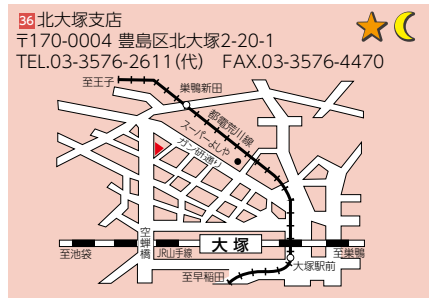 36 北大塚支店
〒170-0004 豊島区北大塚2-20-1
TEL.03-3576-2611(代) FAX.03-3576-4470
至王子
巣鴨新田
都電荒川線
スーパーよしや
ガン研通り
空蝉橋
大塚
至池袋
JR山手線
至巣鴨
大塚駅前
至早稲田